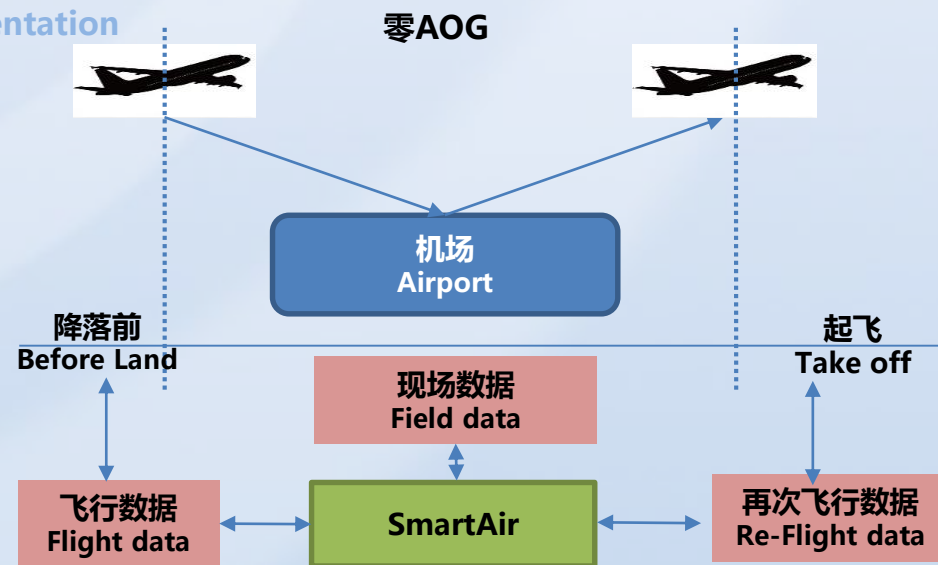 零AOG
机场
Airport
降落前
Before Land
起飞
Take off
现场数据
Field data
飞行数据
Flight data
SmartAir
再次飞行数据
Re-Flight data